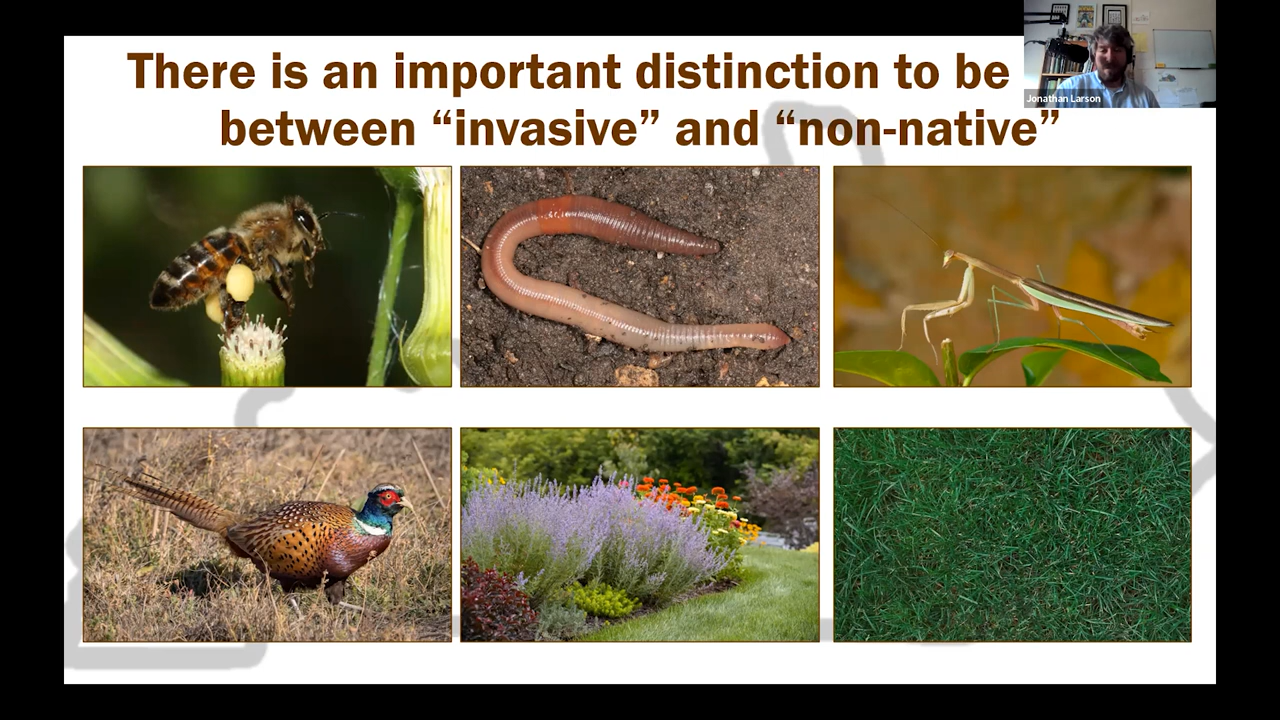 There is an important distinction to be
between “invasive” and “non-native”
Jonathan Larson